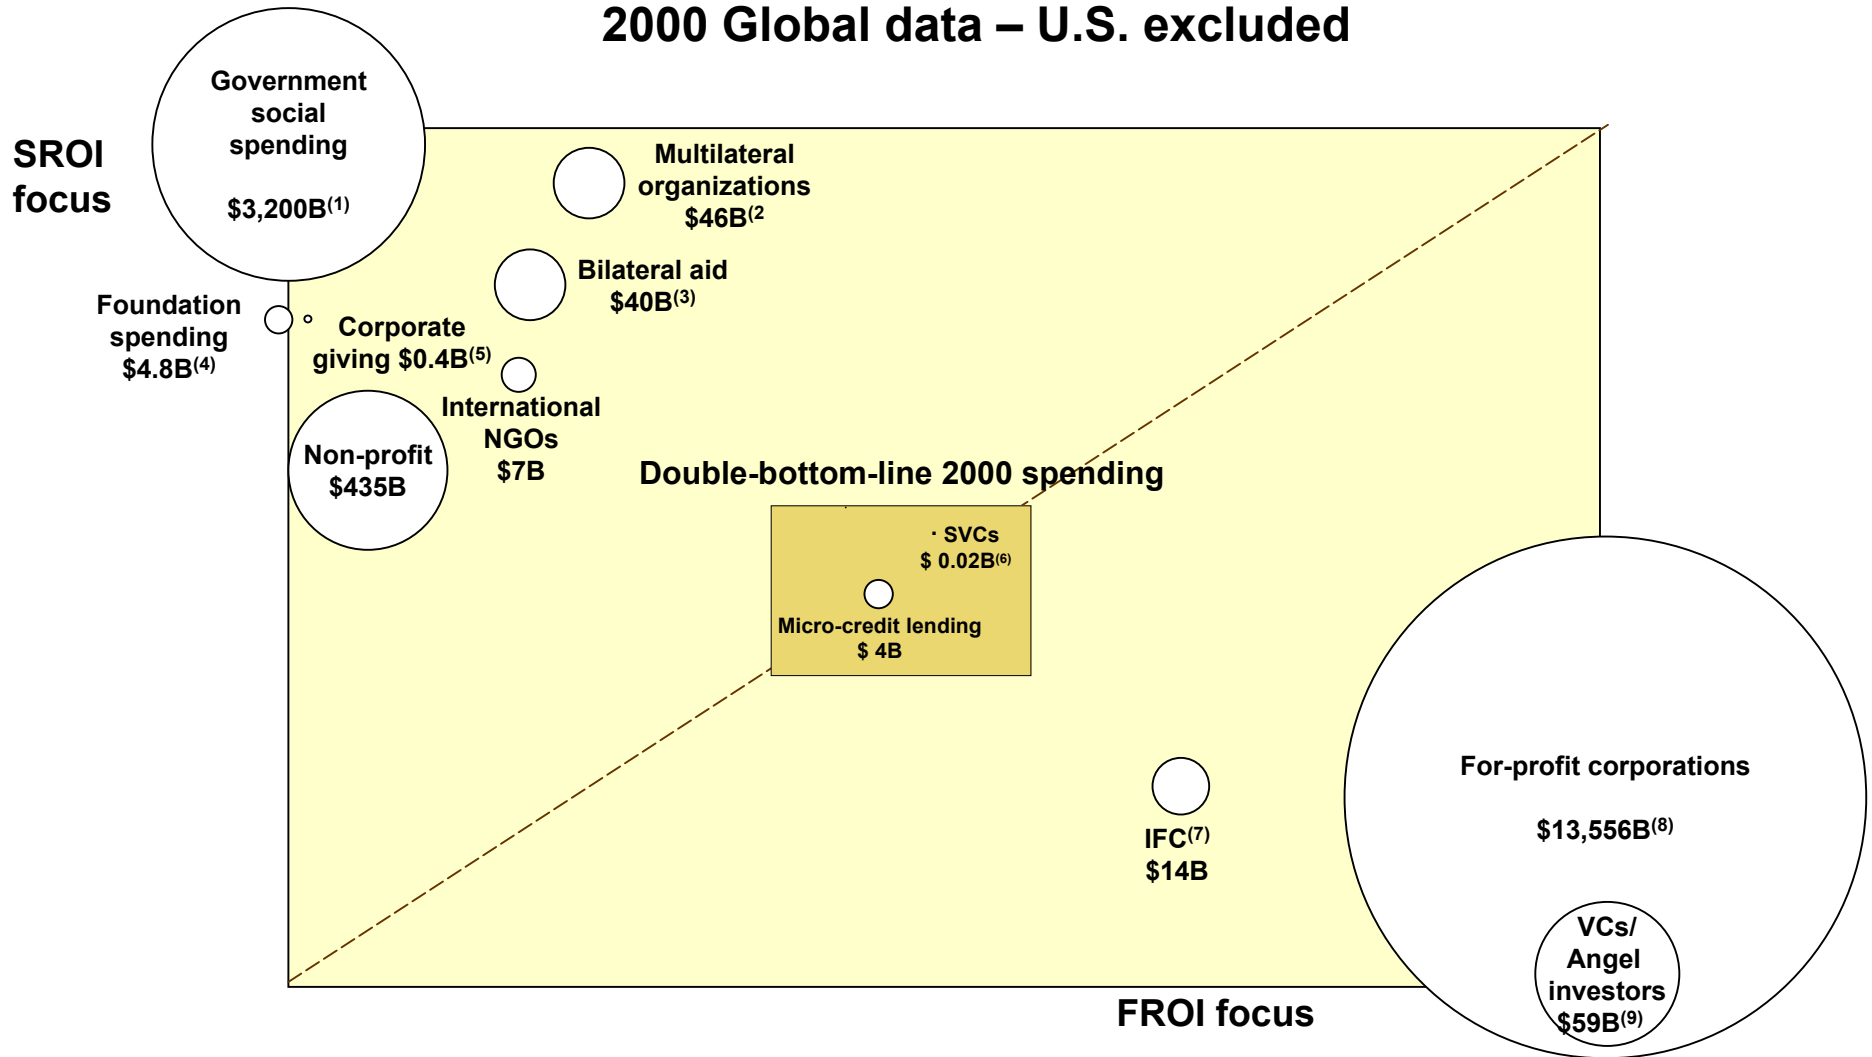 2000 Global data – U.S. excluded
Government
social
spending
$3,200B(1)
SROI
focus
Multilateral
organizations
$46B(2
Bilateral aid
$40B(3)
Foundation
spending
$4.8B(4)
Corporate
giving $0.4B(5)
International
NGOs
$7B
Non-profit
$435B
Double-bottom-line 2000 spending
· SVCs
$ 0.02B(6)
Micro-credit lending
$ 4B
For-profit corporations
$13,556B(8)
IFC(7)
$14B
VCs/
Angel
investors
$59B(9)
FROI focus